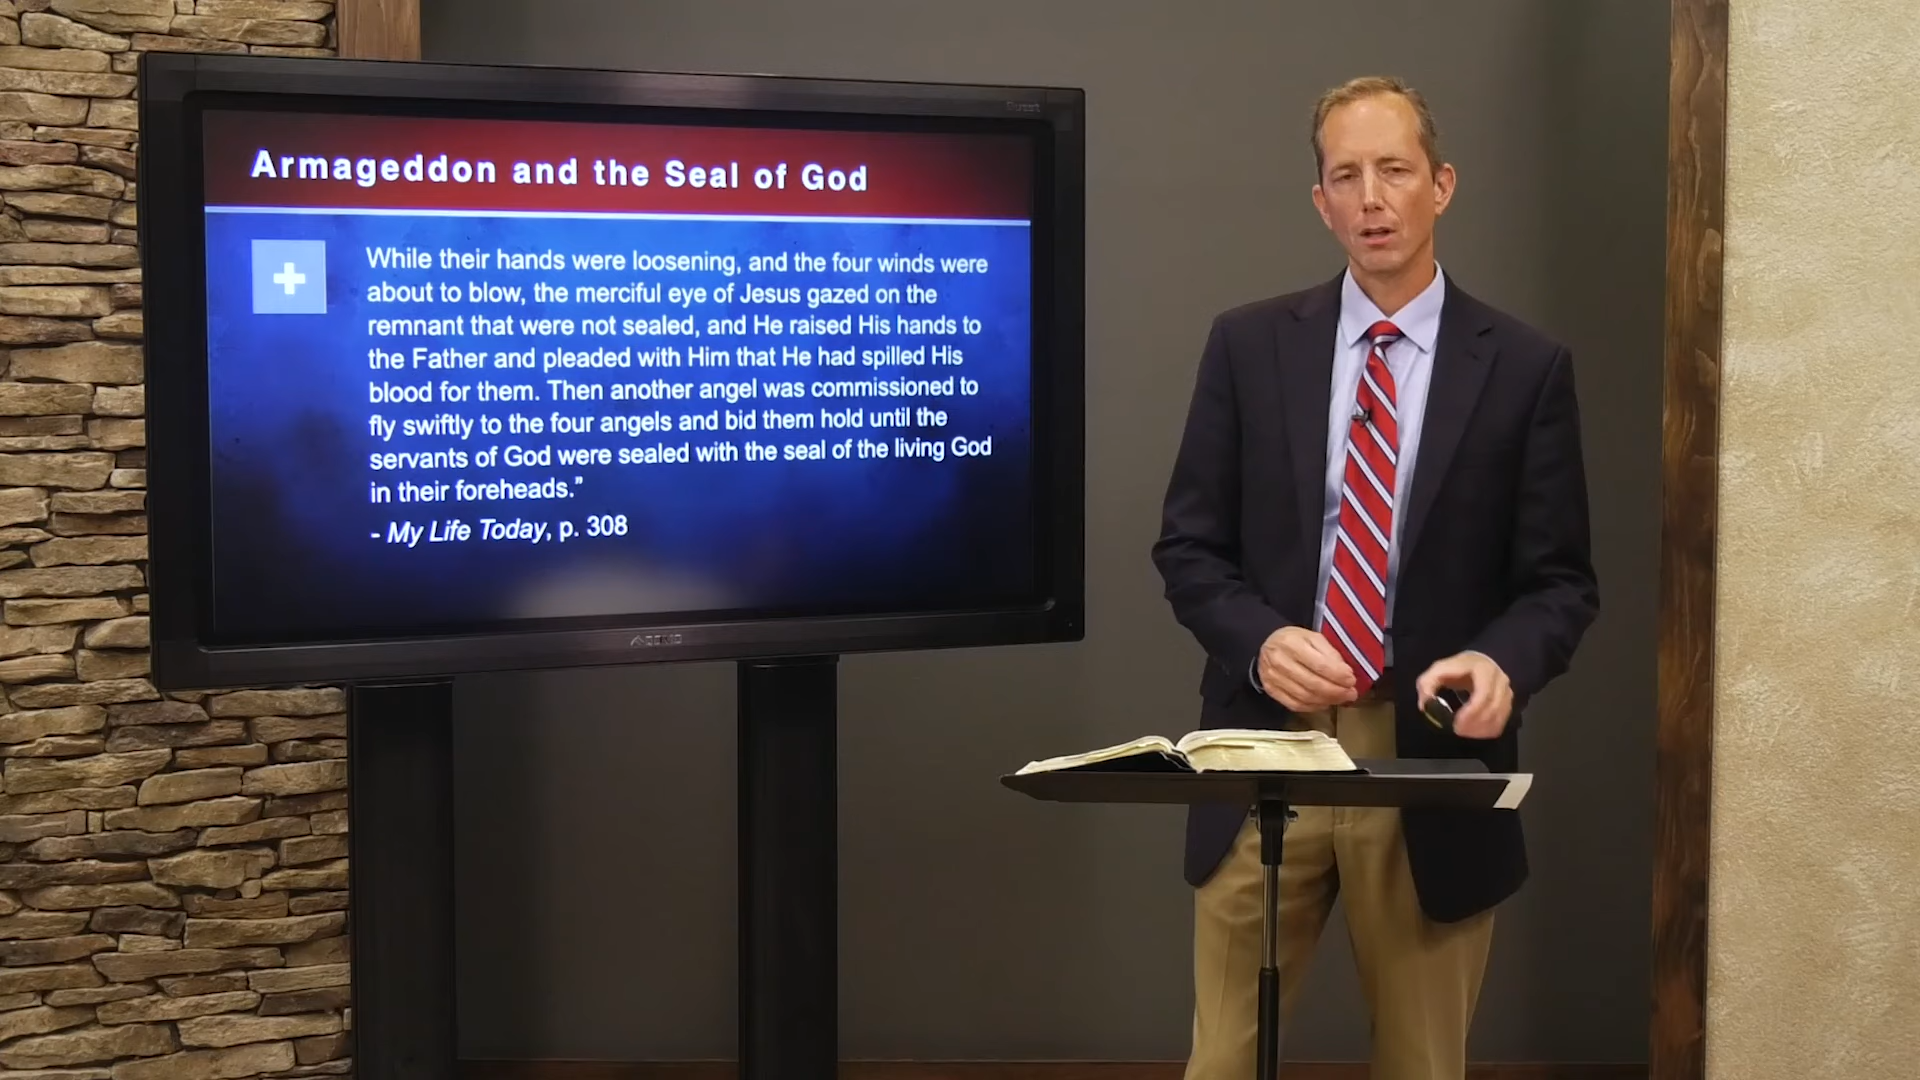 Armageddon and the Seal of God
While their hands were loosening, and the four winds were
about to blow, the merciful eye of Jesus gazed on the
remnant that were not sealed, and He raised His hands to
the Father and pleaded with Him that He had spilled His
blood for them. Then another angel was commissioned to
fly swiftly to the four angels and bid them hold until the
servants of God were sealed with the seal of the living God
in their foreheads.”
- My Life Today, p. 308